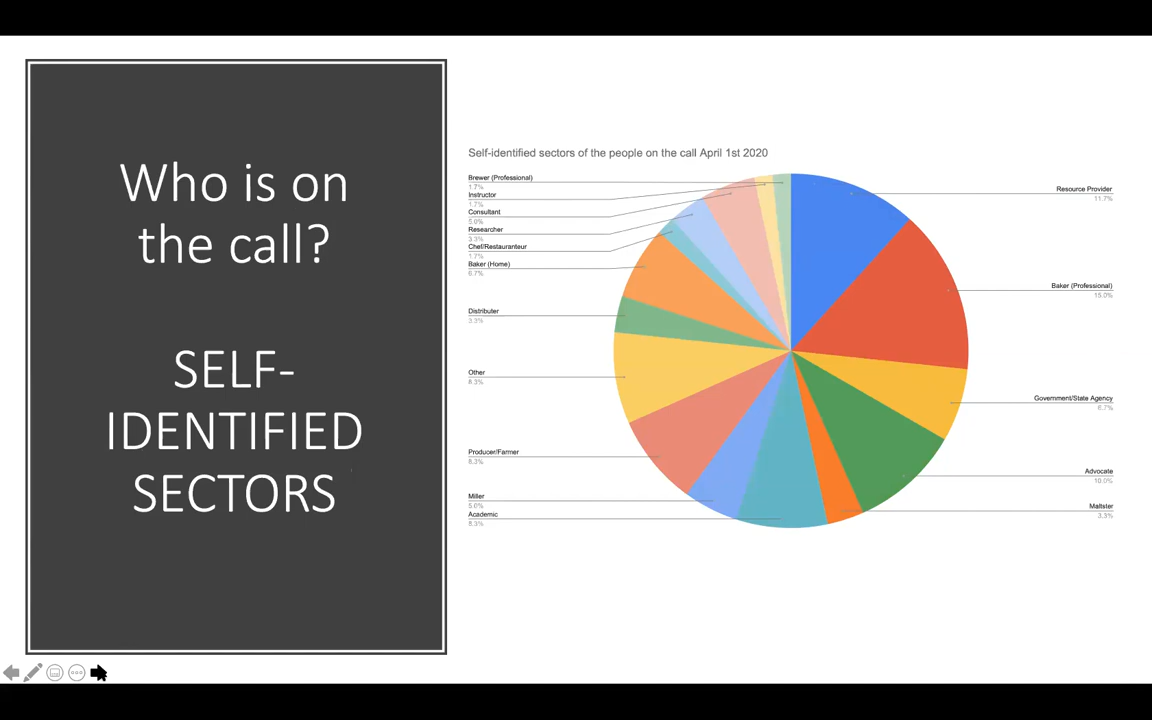 Who is on
the call?
SELF-
IDENTIFIED
SECTORS
Self-identified sectors of the people on the call April 1st 2020
Brewer (Professional)
1.7%
Instructor
1.7%
Consultant
5.0%
Researcher
3.3%
Chef/Restauranteur
1.7%
Baker (Home)
6.7%
Distributer
3.3%
Other
8.3%
Producer/Farmer
8.3%
Miller
5.0%
Academic
8.3%
Resource Provider
11.7%
Baker (Professional)
15.0%
Government/State Agency
6.7%
Advocate
10.0%
Maltster
3.3%